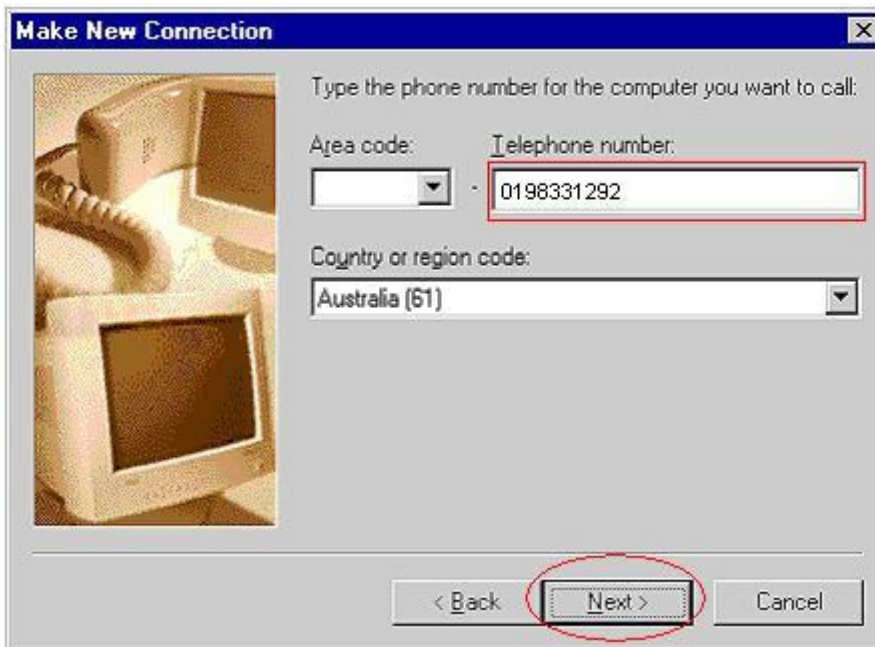 Make New Connection
Type the phone number for the computer you want to call:
Area code: Telephone number:
- 0198331292
Country or region code:
Australia (61)
< Back Next > Cancel